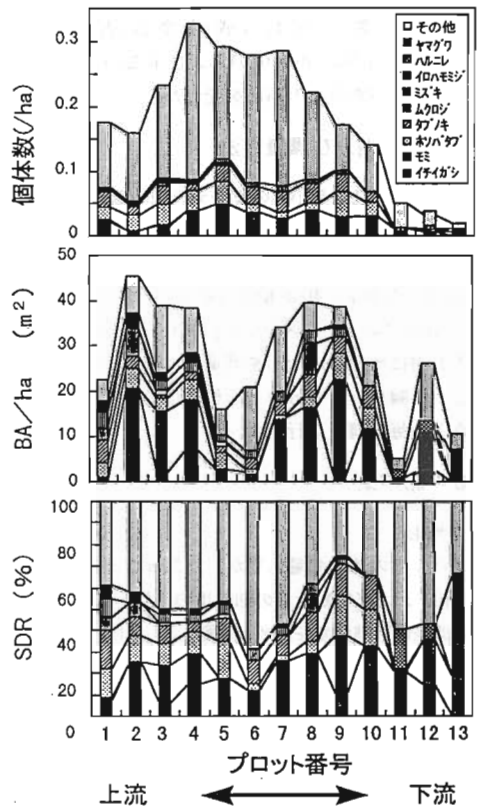 0.3
0.2
0.1
0
個体数(/ha)
その他
ヤマグワ
ハルニレ
イロハモミジ
ミズキ
ムクロジ
タブノキ
ホソバタブ
モミ
イチイガシ
50
40
30
20
10
0
BA/ha (m²)
100
80
60
40
20
0
SDR (%)
1 2 3 4 5 6 7 8 9 10 11 12 13
プロット番号
上流 下流